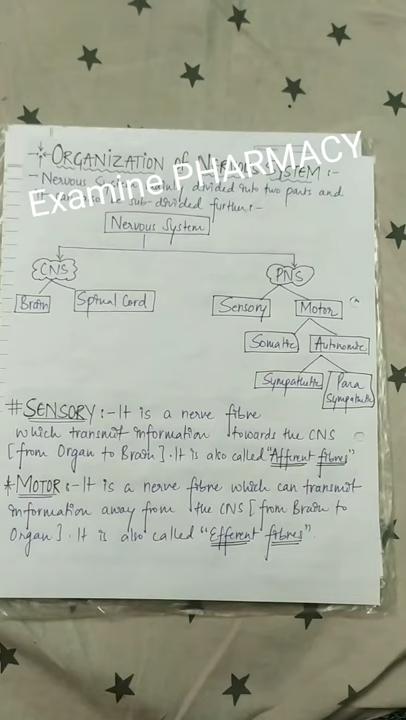 * ORGANIZATION of NERVOUS SYSTEM :-
Examine PHARMACY
- Nervous System mainly divided into two parts and
sub-divided further :-
Nervous System
CNS
PNS
Brain
Spinal Cord
Sensory
Motor
Somatic
Autonomic
Sympathetic
Para
Sympathetic
# SENSORY :- It is a nerve fibre
which transmit information towards the CNS
[from Organ to Brain]. It is also called "Afferent fibres"
* MOTOR :- It is a nerve fibre which can transmit
information away from the CNS [from Brain to
Organ]. It is also called "Efferent fibres".